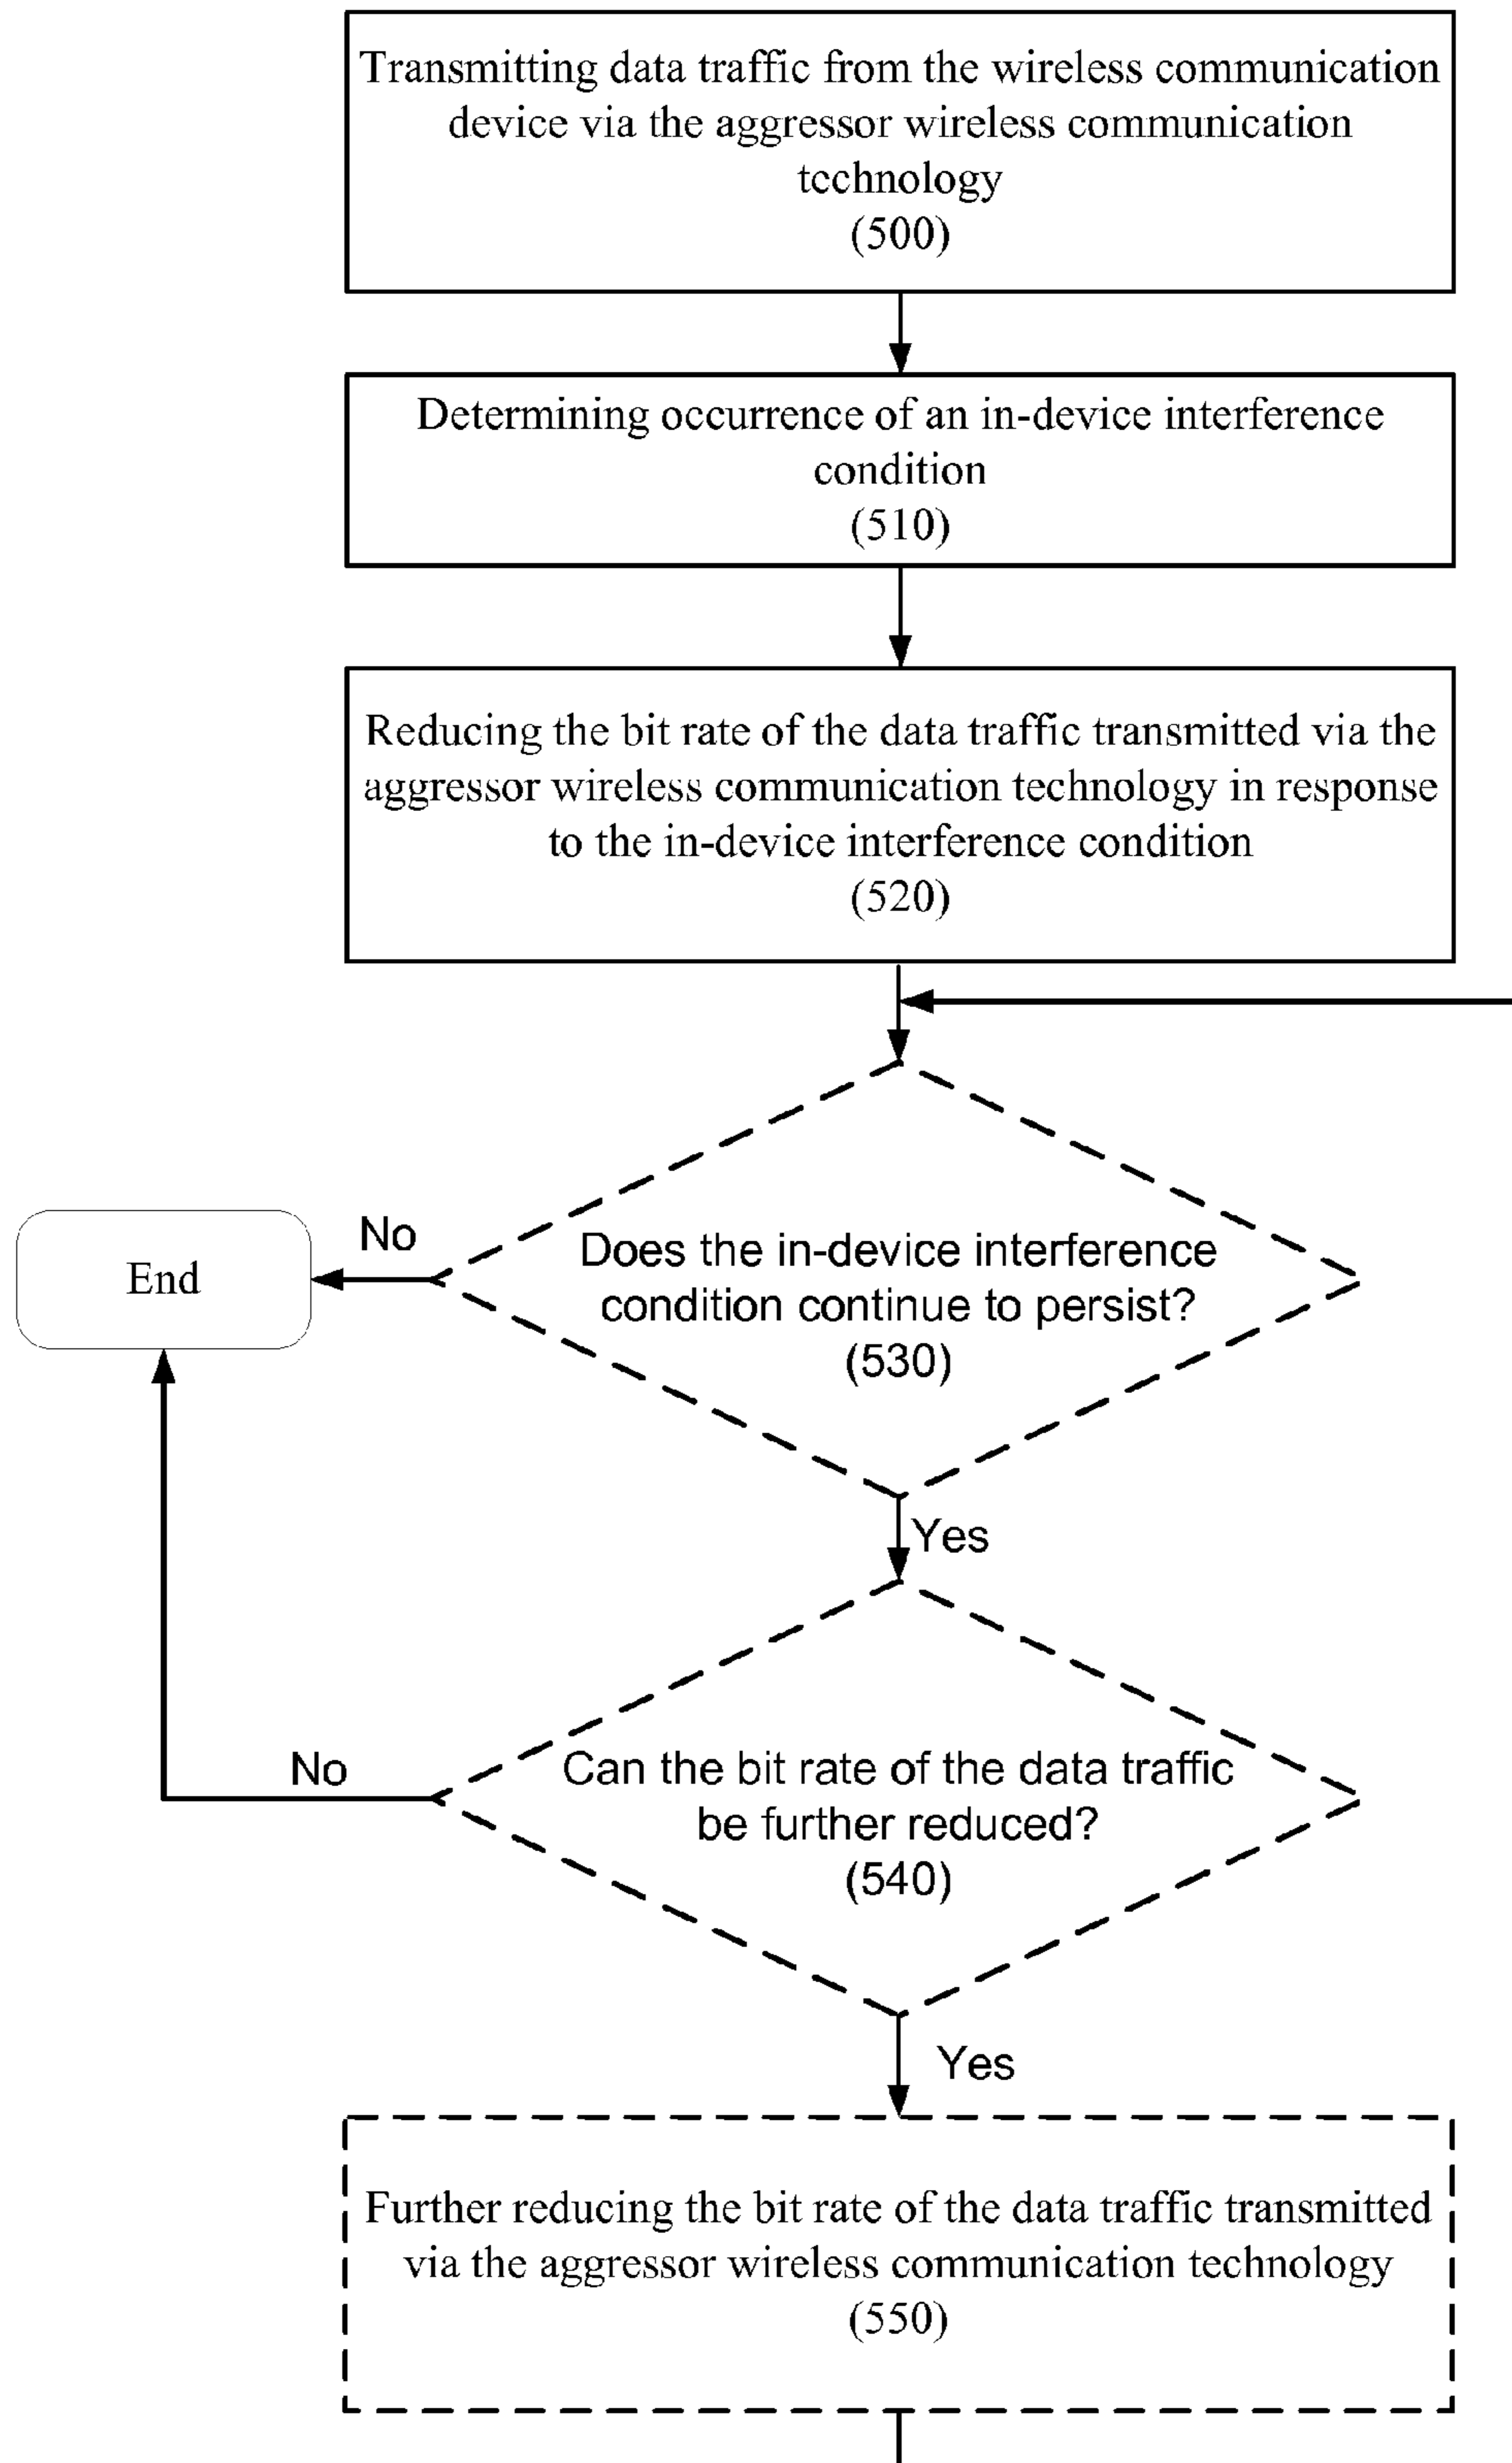 Transmitting data traffic from the wireless communication
device via the aggressor wireless communication
technology
(500)
Determining occurrence of an in-device interference
condition
(510)
Reducing the bit rate of the data traffic transmitted via the
aggressor wireless communication technology in response
to the in-device interference condition
(520)
No
End
Does the in-device interference
condition continue to persist?
(530)
Yes
No
Can the bit rate of the data traffic
be further reduced?
(540)
Yes
Further reducing the bit rate of the data traffic transmitted
via the aggressor wireless communication technology
(550)